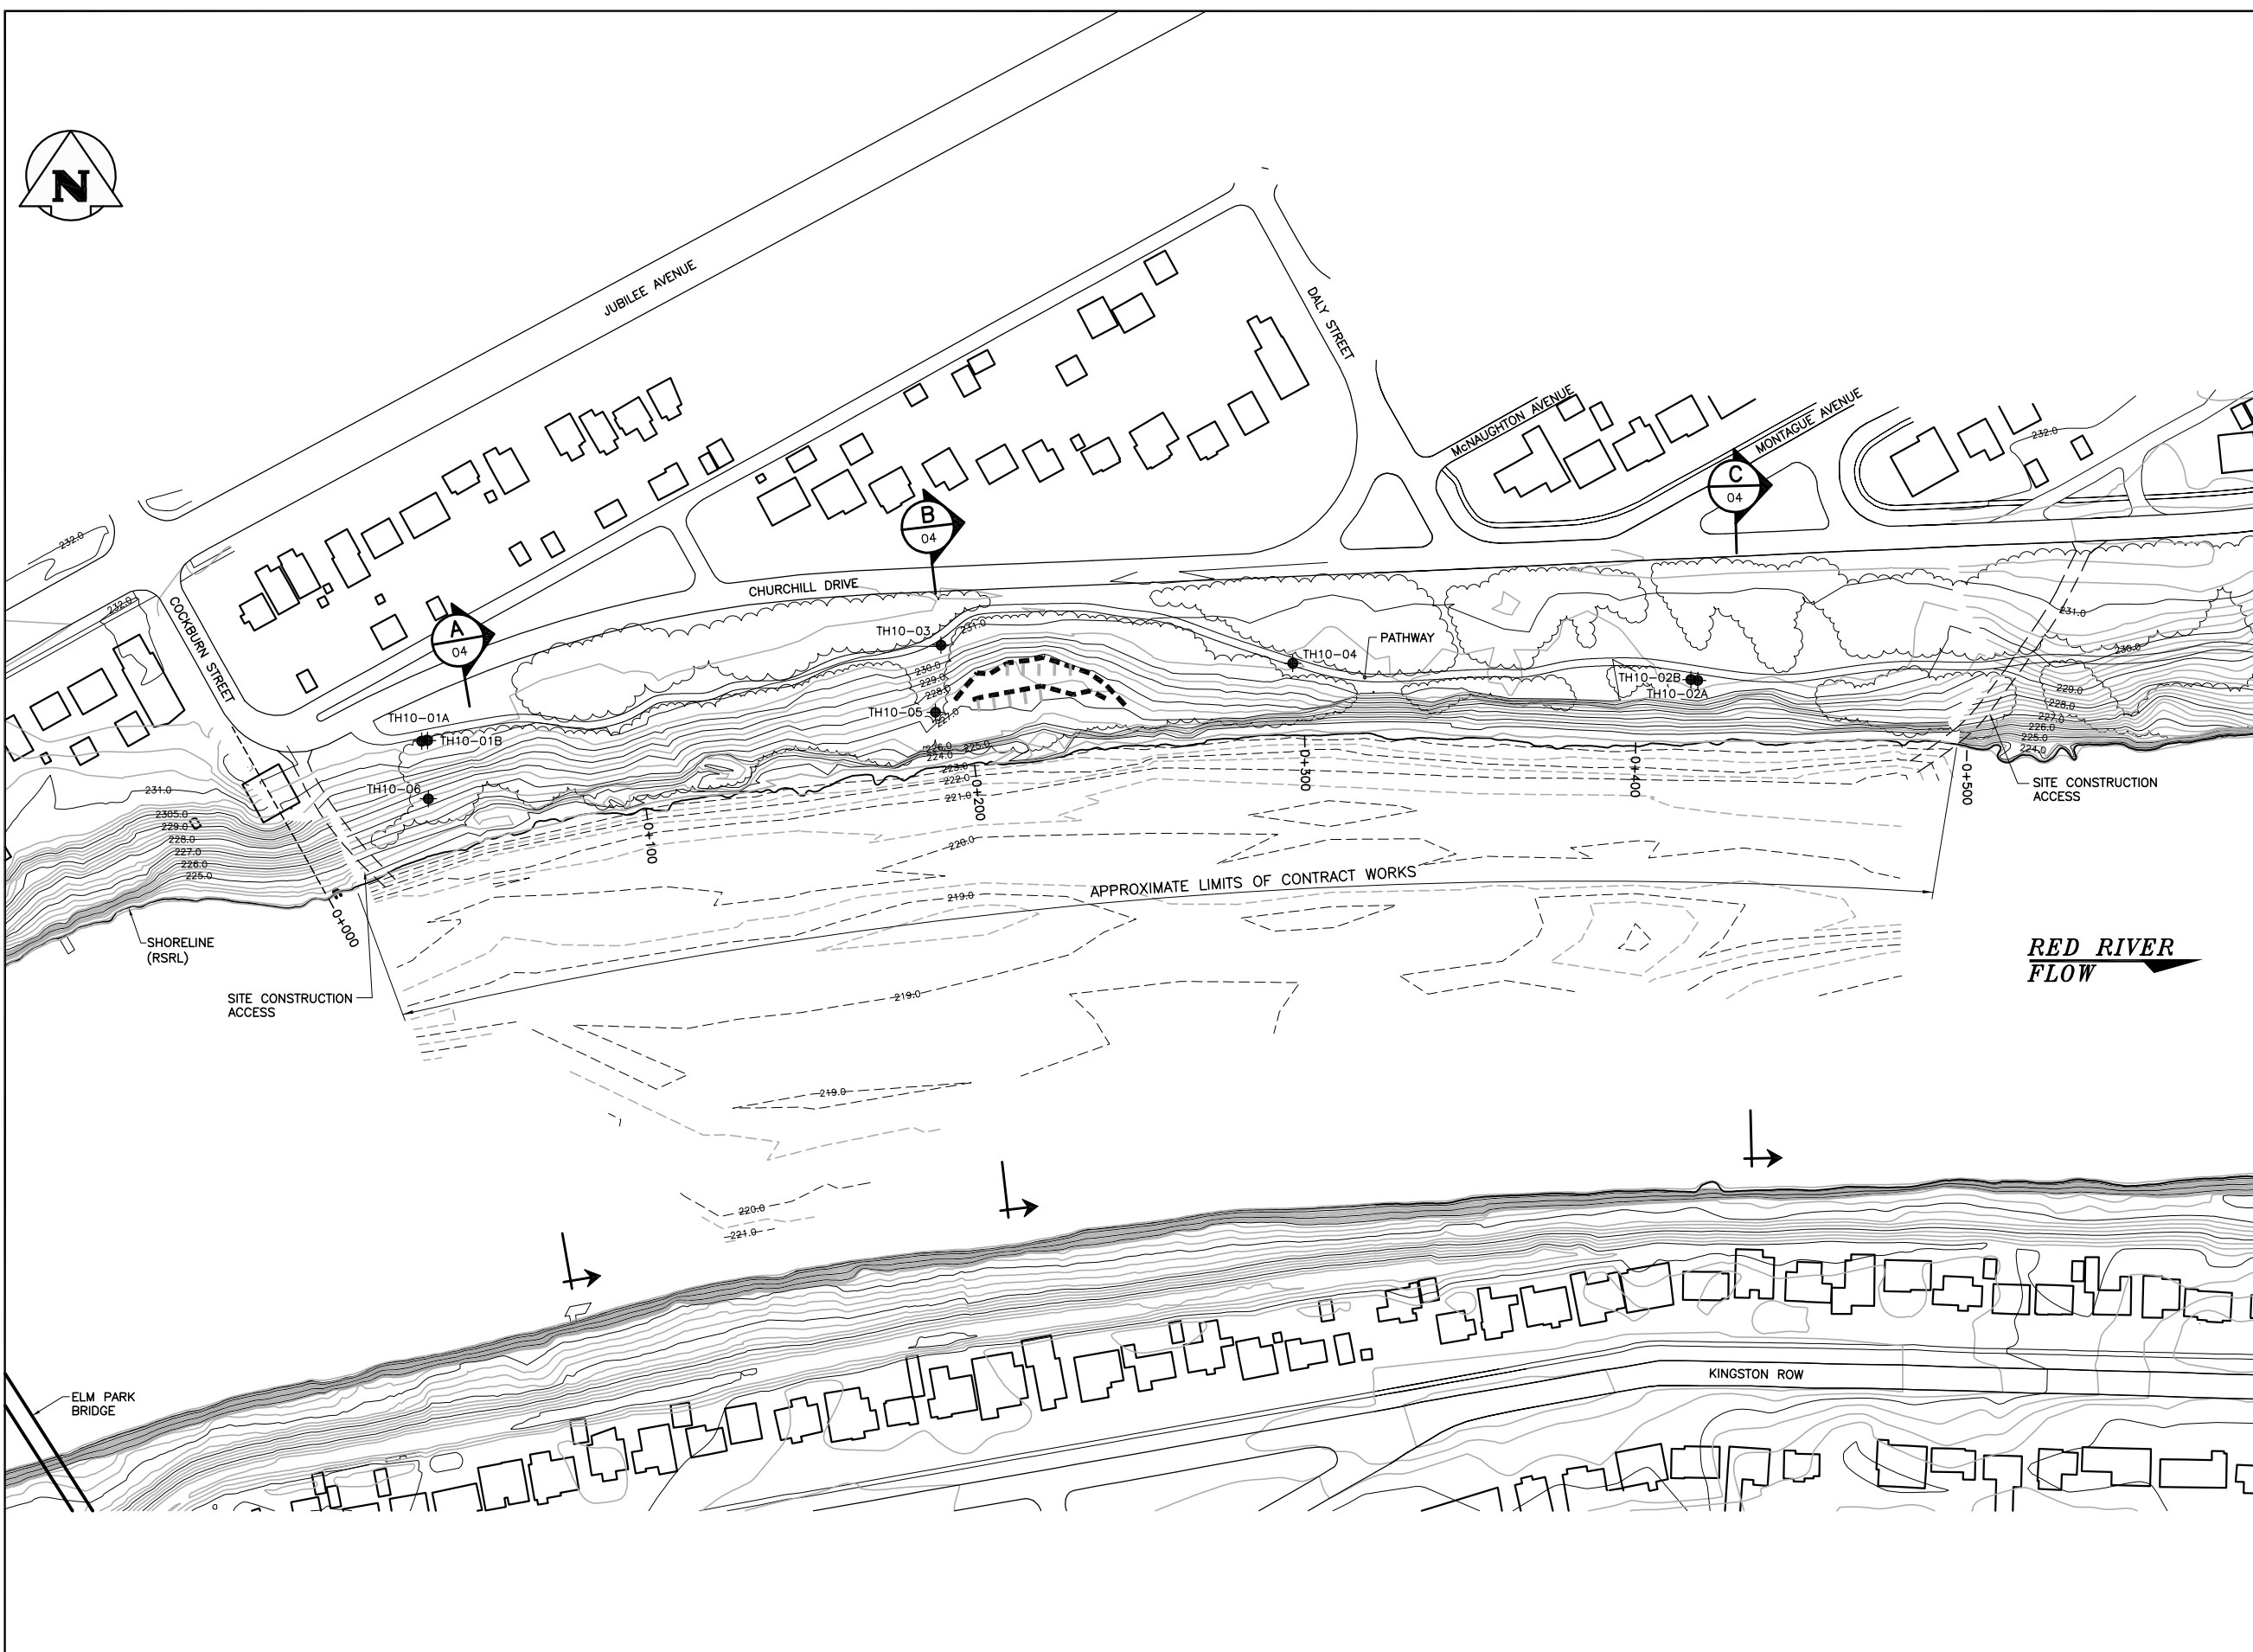 N
JUBILEE AVENUE
DALY STREET
McNAUGHTON AVENUE
MONTAGUE AVENUE
232.0
C
04
B
04
232.0
CHURCHILL DRIVE
232.0
COCKBURN STREET
A
04
231.0
TH10-03
231.0
PATHWAY
230.0
TH10-04
230.0
229.0
228.0
TH10-02B
TH10-02A
229.0
228.0
227.0
226.0
225.0
224.0
TH10-05
227.0
TH10-01A
TH10-01B
226.0
225.0
224.0
223.0
222.0
221.0
TH10-06
231.0
2305.0
229.0
228.0
227.0
226.0
225.0
0+000
0+100
0+200
0+300
0+400
0+500
SITE CONSTRUCTION
ACCESS
220.0
APPROXIMATE LIMITS OF CONTRACT WORKS
219.0
SHORELINE
(RSRL)
RED RIVER
FLOW
SITE CONSTRUCTION
ACCESS
219.0
219.0
220.0
221.0
KINGSTON ROW
ELM PARK
BRIDGE